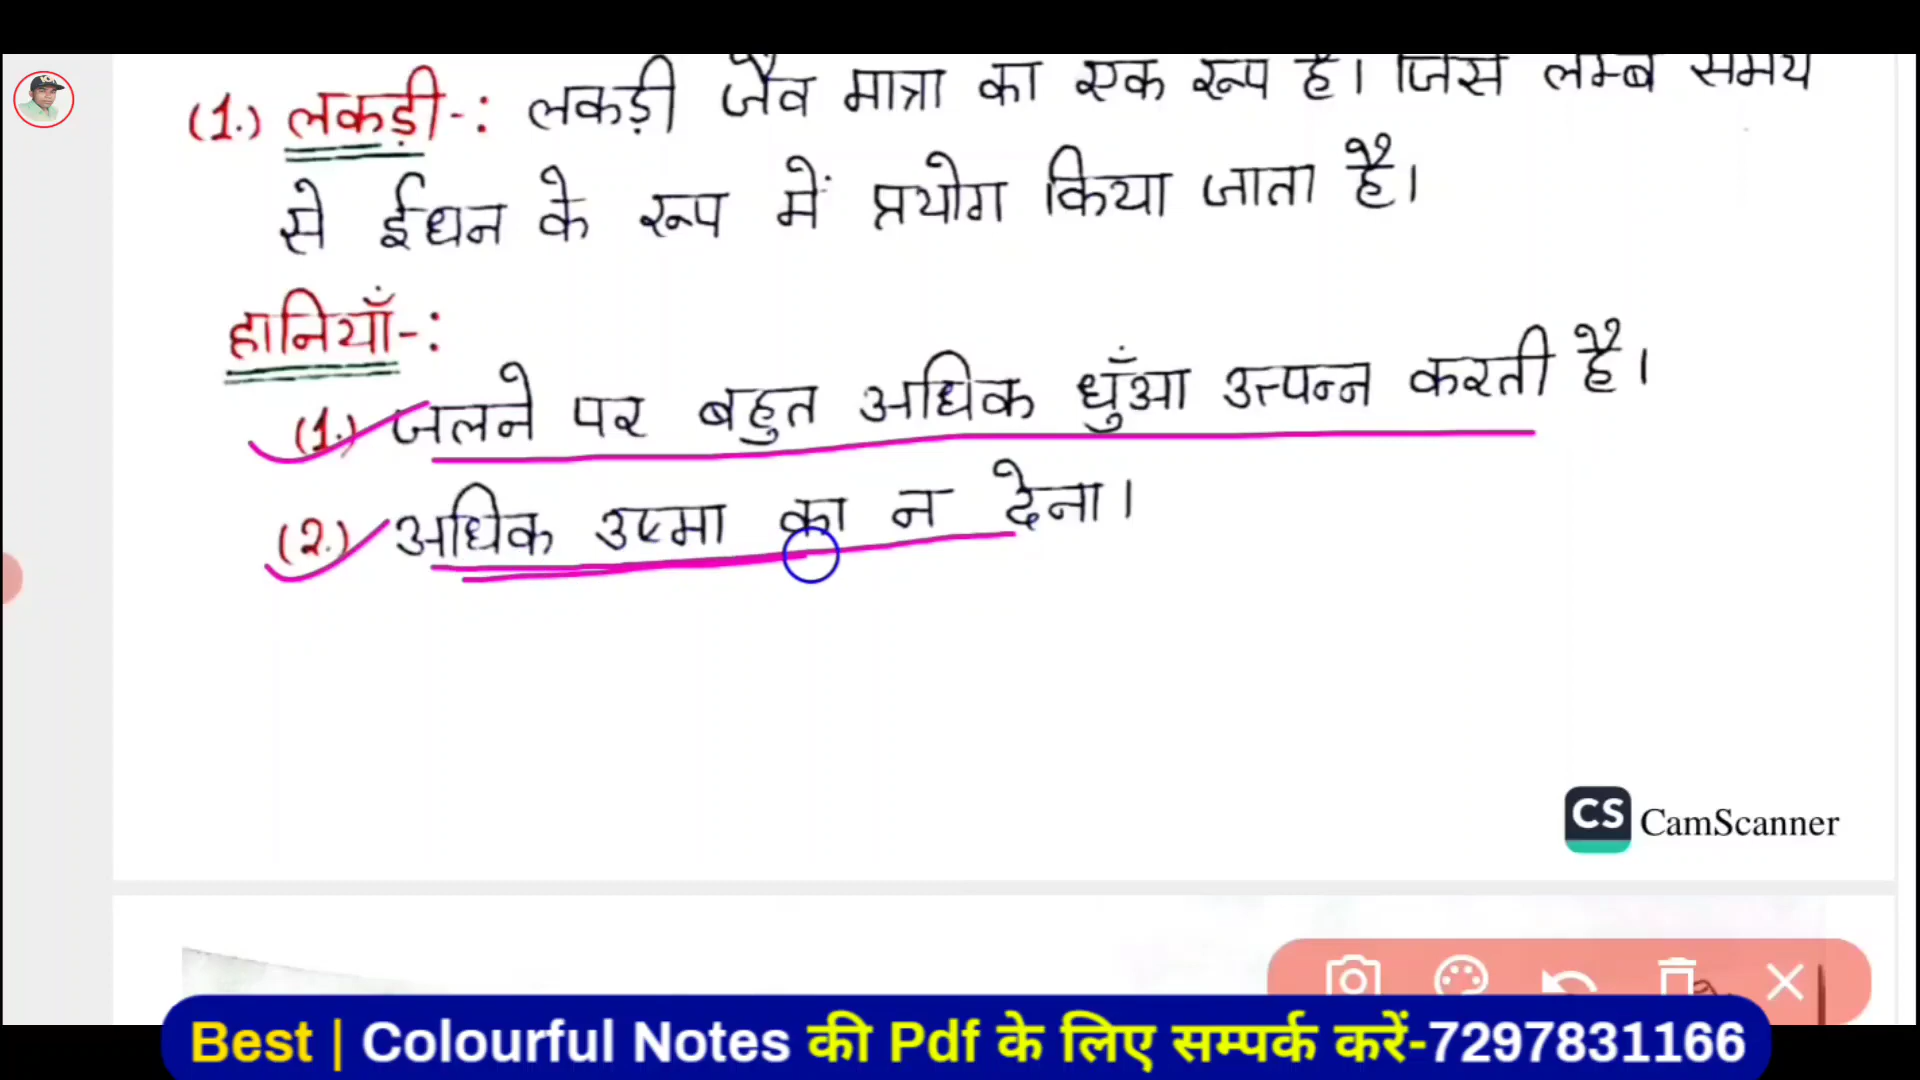 (1.) लकड़ी-: लकड़ी जैव मात्रा का एक रूप है। जिसे लम्बे समय
से ईधन के रूप में प्रयोग किया जाता है।
हानियाँ-:
(1.) जलने पर बहुत अधिक धुँआ उत्पन्न करती है।
(2.) अधिक उष्मा का न देना।
CS CamScanner
Best | Colourful Notes की Pdf के लिए सम्पर्क करें-7297831166